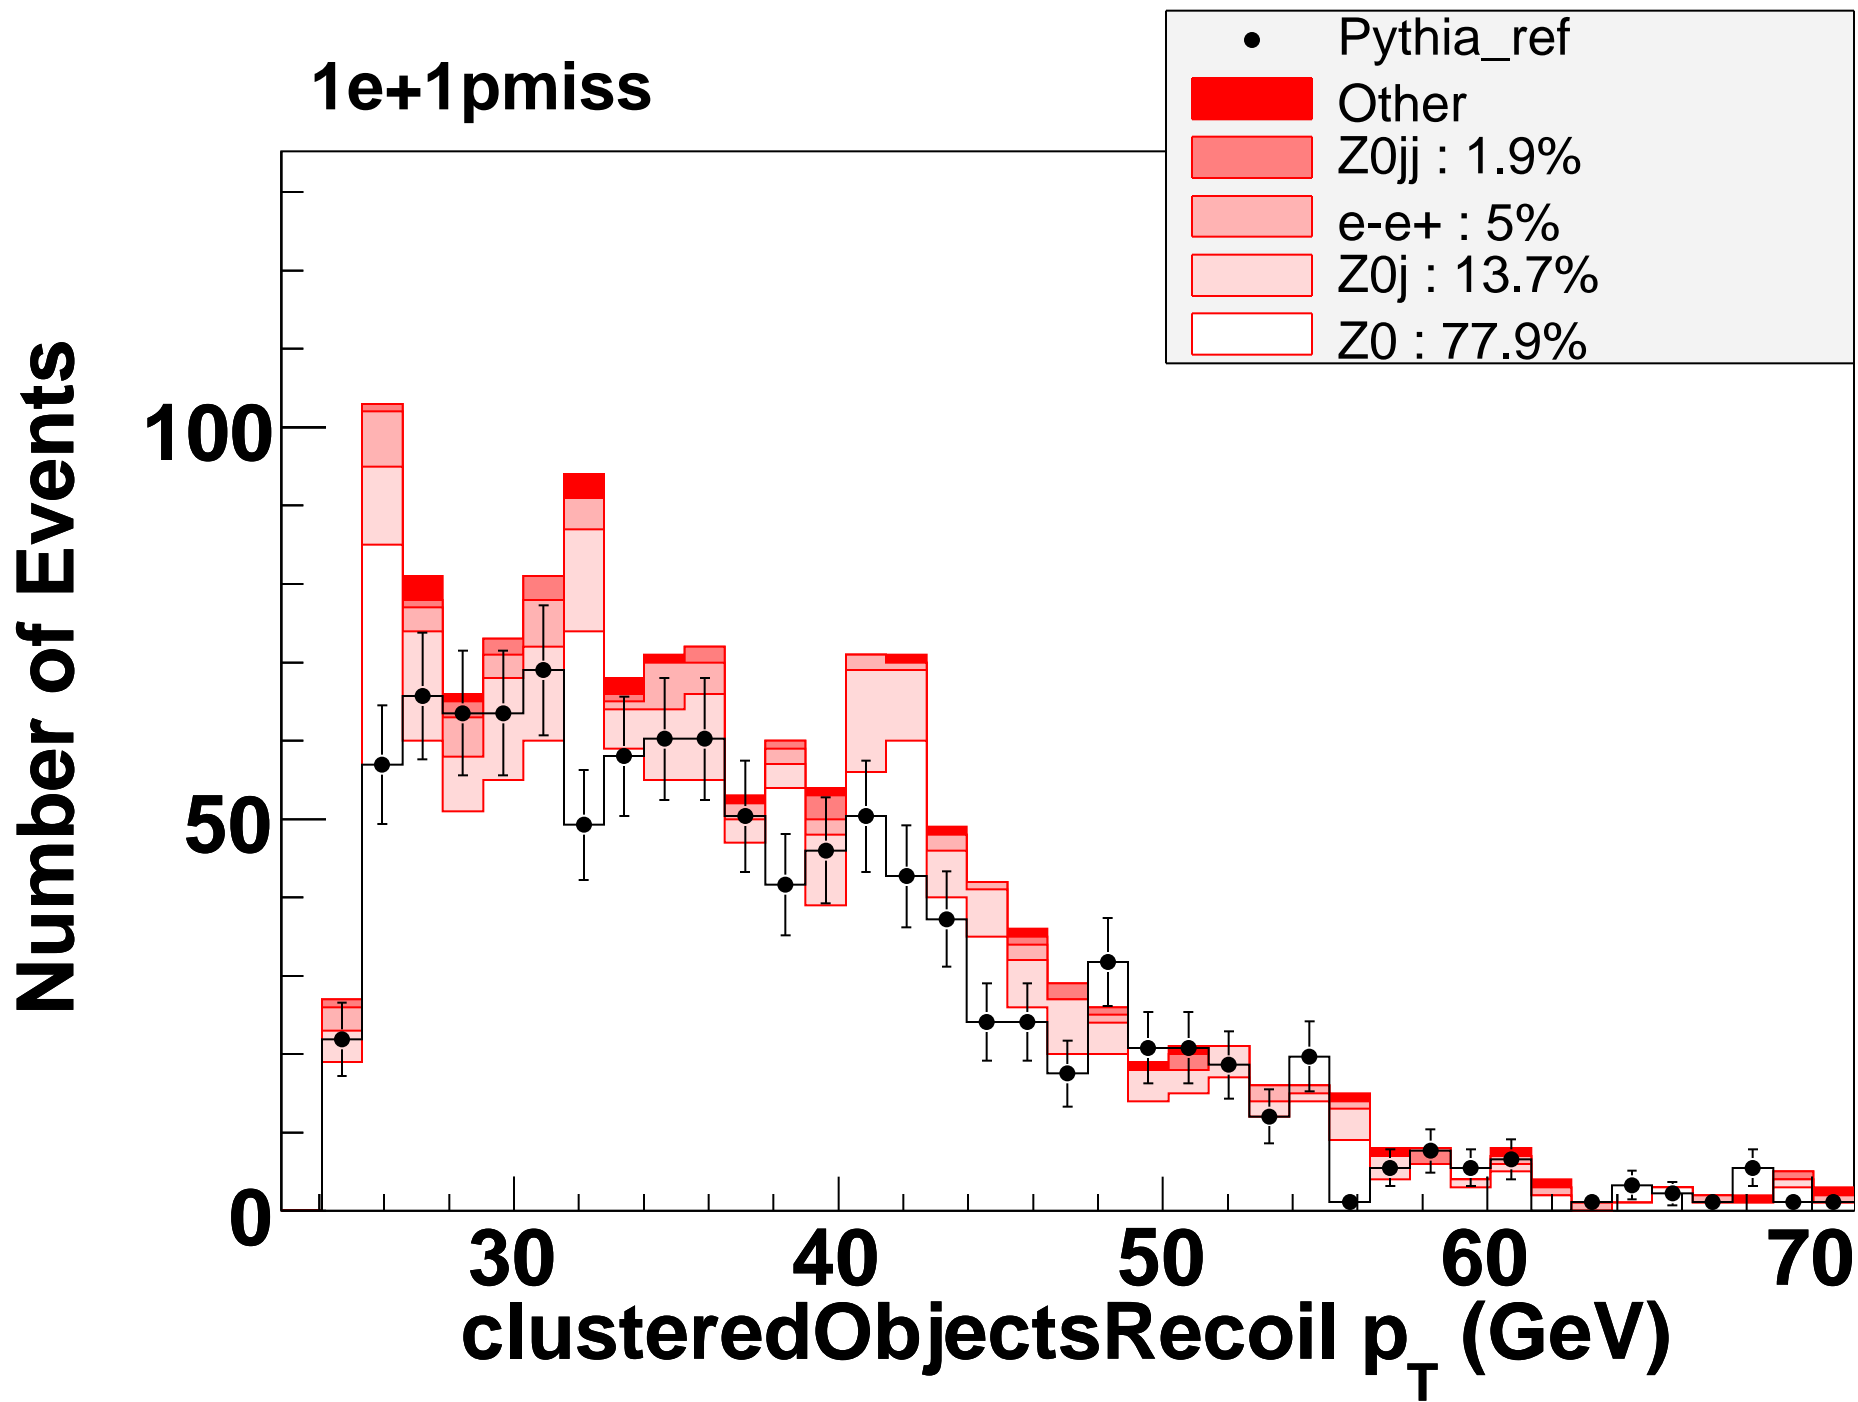 1e+1pmiss
Pythia_ref
Other
Z0jj : 1.9%
e-e+ : 5%
Z0j : 13.7%
Z0 : 77.9%
Number of Events
100
50
0
30 40 50 60 70
clusteredObjectsRecoil p_T (GeV)